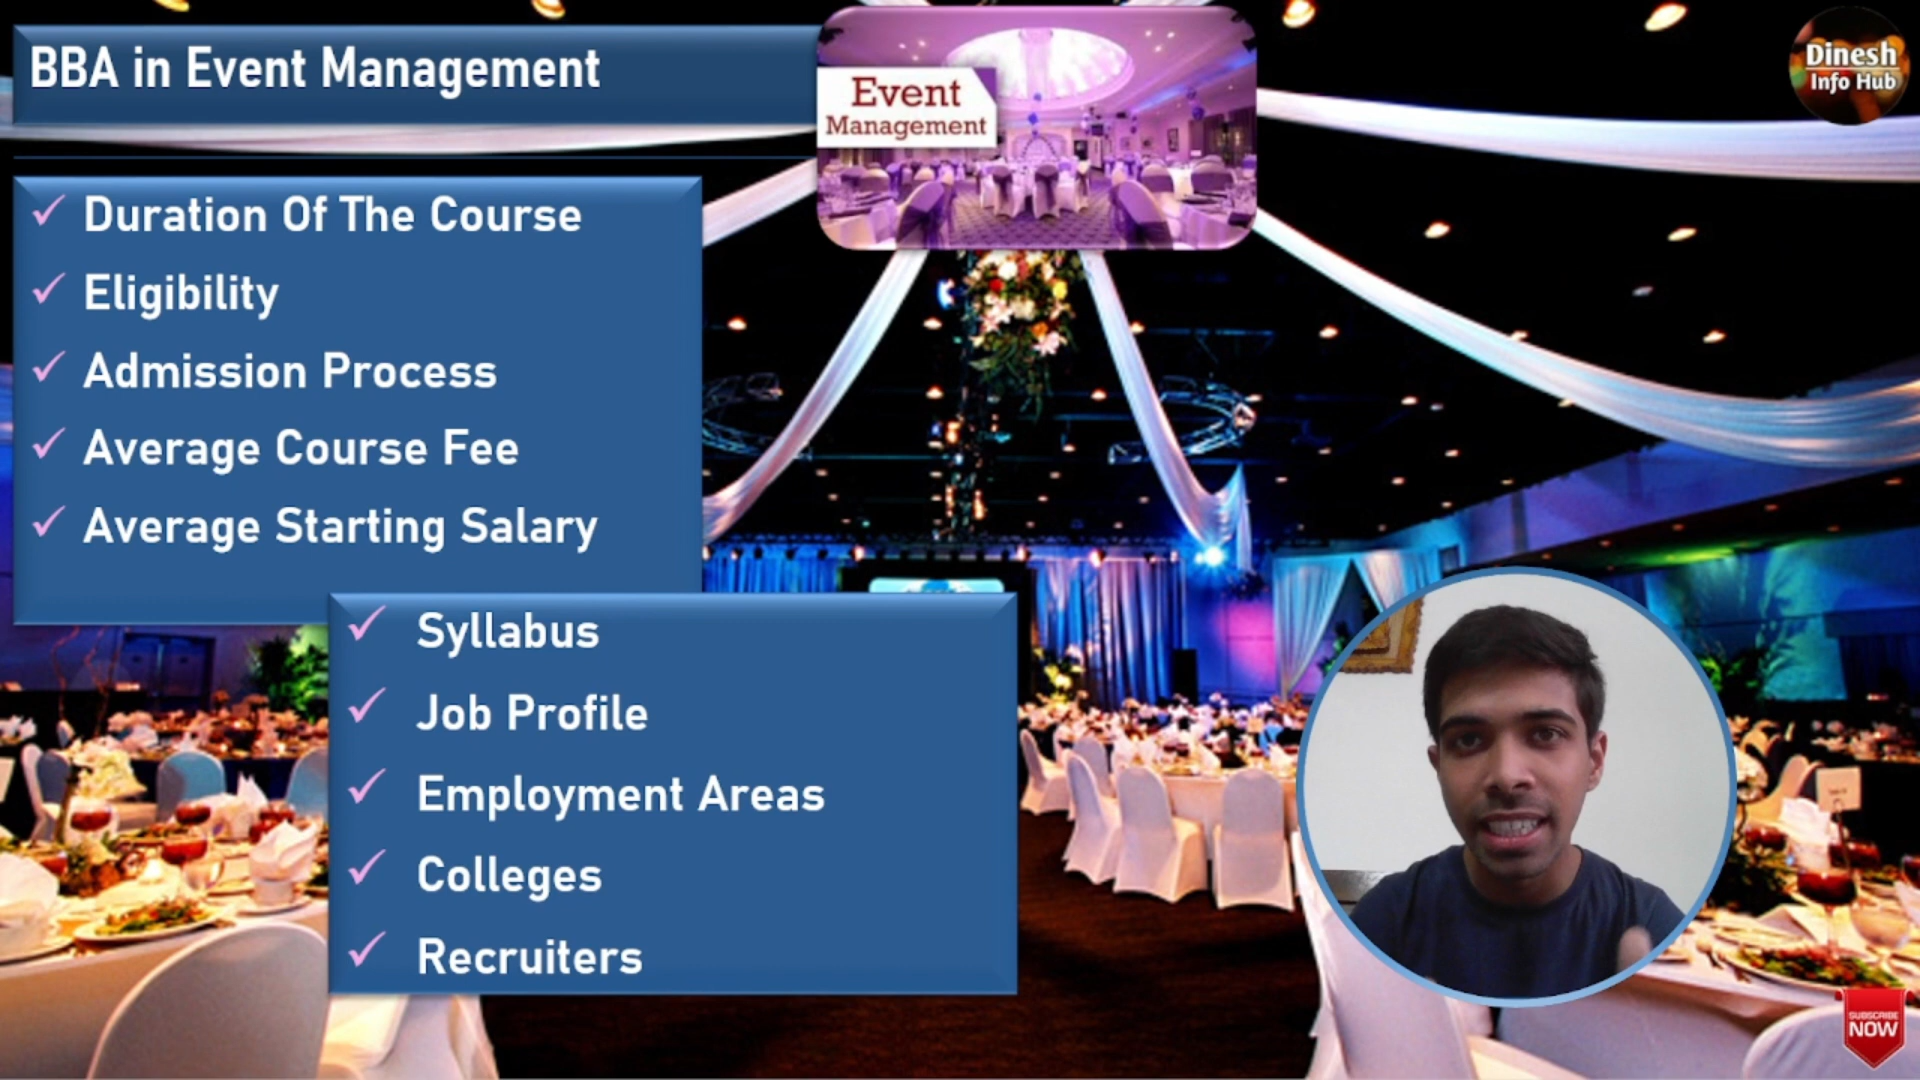 BBA in Event Management
Event
Management
Dinesh
Info Hub
Duration Of The Course
Eligibility
Admission Process
Average Course Fee
Average Starting Salary
Syllabus
Job Profile
Employment Areas
Colleges
Recruiters
SUBSCRIBE
NOW